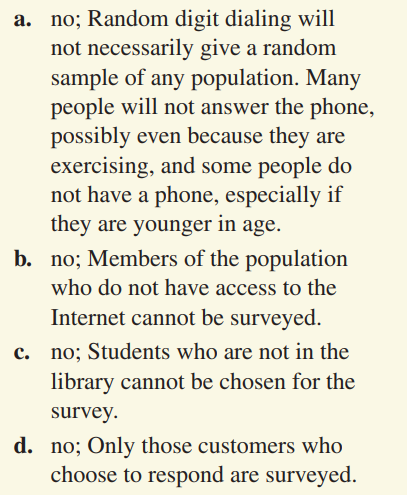 a. no; Random digit dialing will
not necessarily give a random
sample of any population. Many
people will not answer the phone,
possibly even because they are
exercising, and some people do
not have a phone, especially if
they are younger in age.
b. no; Members of the population
who do not have access to the
Internet cannot be surveyed.
c. no; Students who are not in the
library cannot be chosen for the
survey.
d. no; Only those customers who
choose to respond are surveyed.